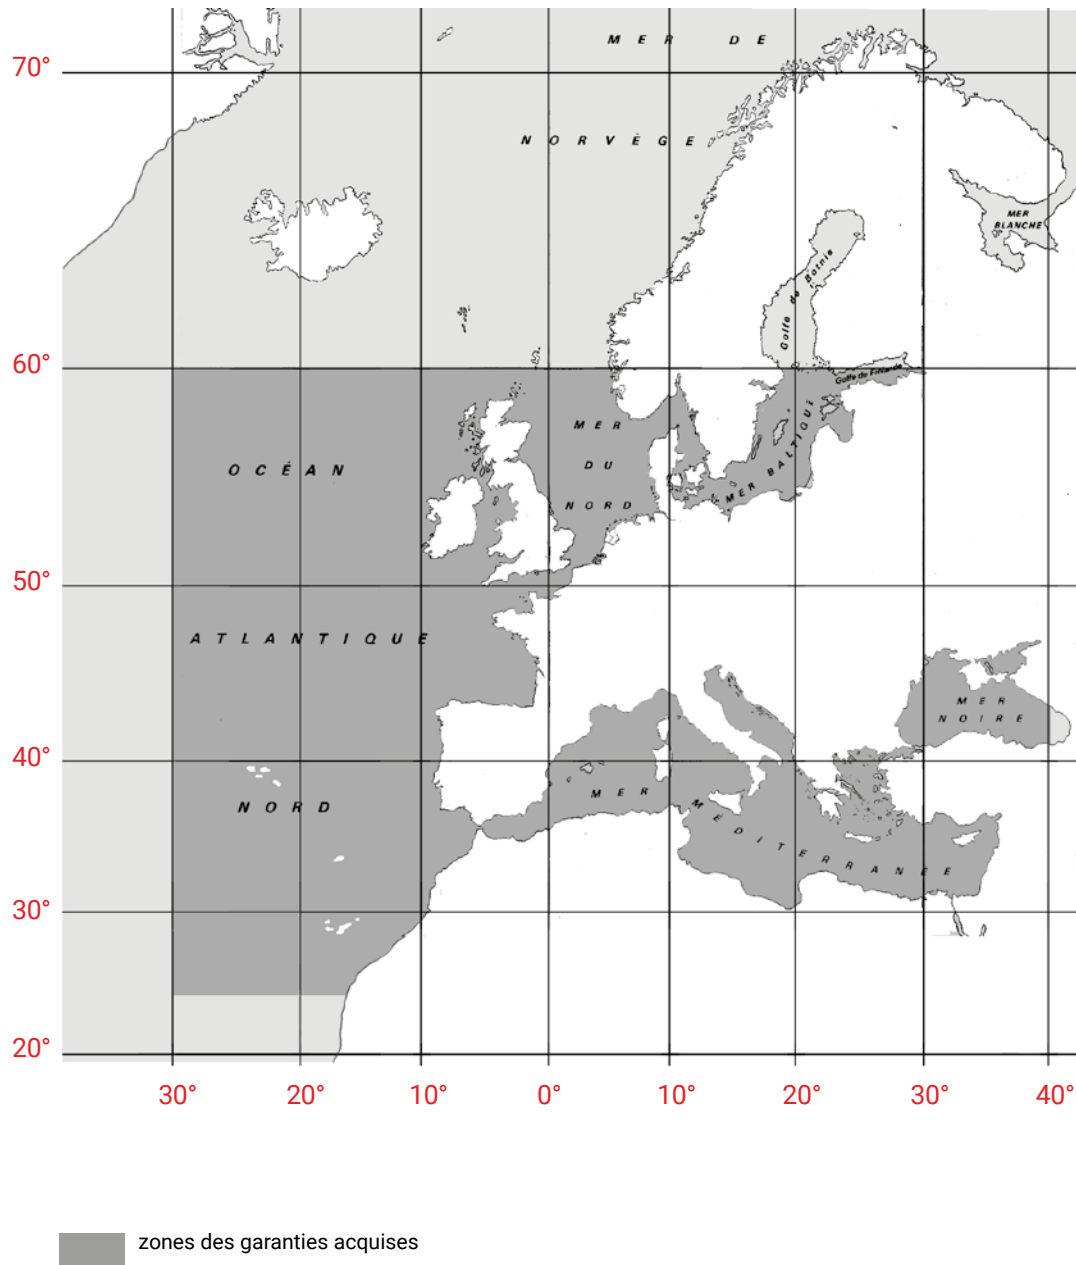 MER DE
70°
NORVÈGE
MER
BLANCHE
Golfe de Botnie
60°
Golfe de Finlande
MER
DU
NORD
MER BALTIQUE
OCÉAN
50°
ATLANTIQUE
MER
NOIRE
40°
NORD
MER MÉDITERRANÉE
30°
20°
30° 20° 10° 0° 10° 20° 30° 40°
zones des garanties acquises